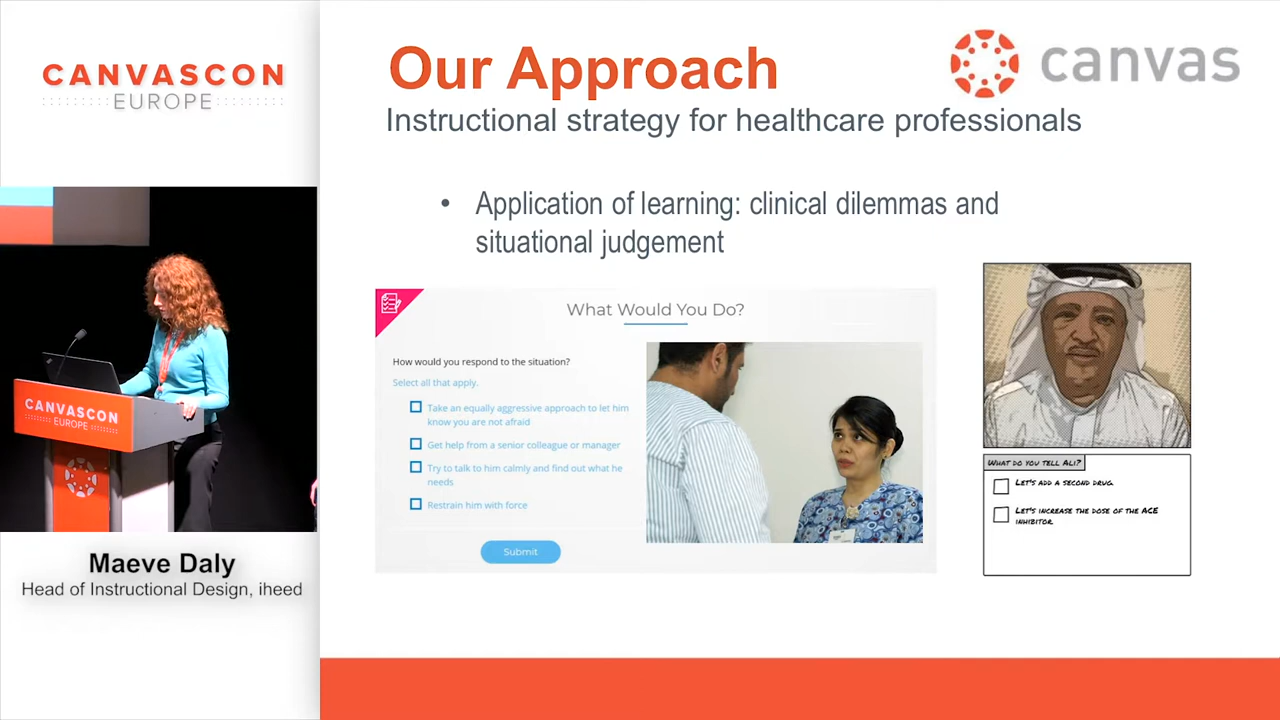 CANVASCON
EUROPE
CANVASCON
EUROPE
Maeve Daly
Head of Instructional Design, iheed
Our Approach
canvas
Instructional strategy for healthcare professionals
• Application of learning: clinical dilemmas and
situational judgement
What Would You Do?
How would you respond to the situation?
Select all that apply.
Take an equally aggressive approach to let him
know you are not afraid
Get help from a senior colleague or manager
Try to talk to him calmly and find out what he
needs
Restrain him with force
Submit
WHAT DO YOU TELL ALI?
LET'S ADD A SECOND DRUG.
LET'S INCREASE THE DOSE OF THE ACE
INHIBITOR.